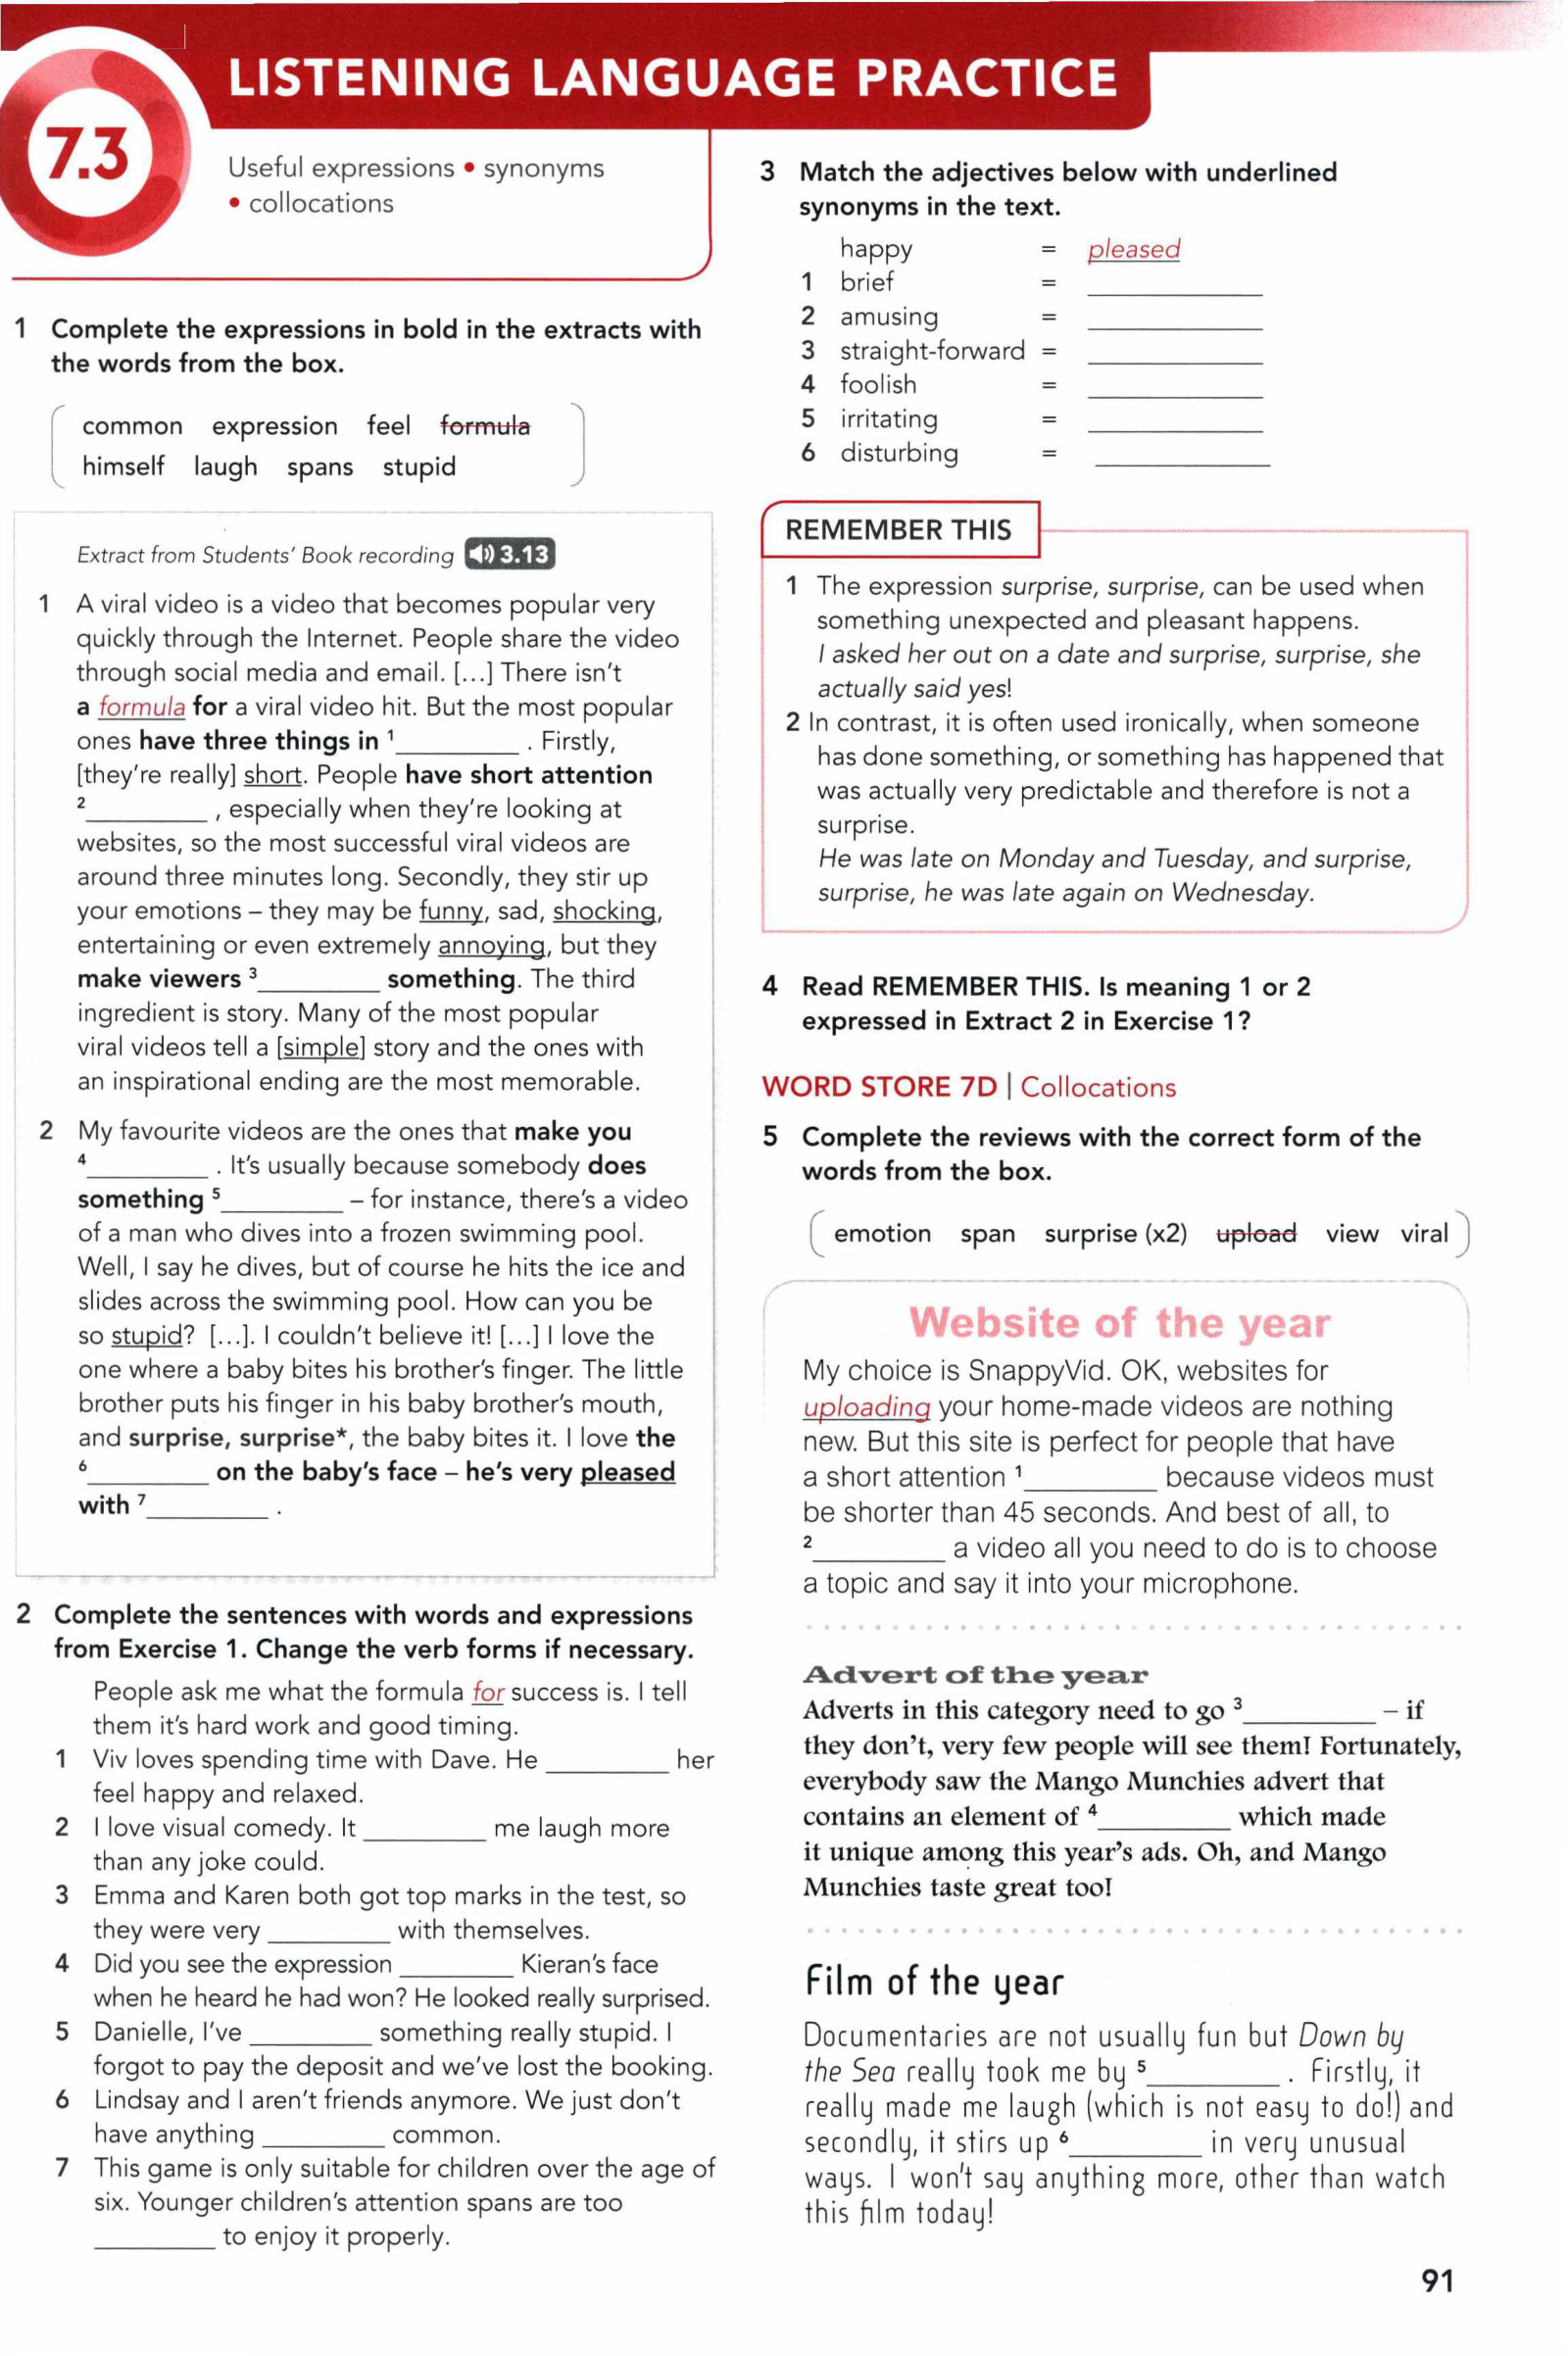 7.3
LISTENING LANGUAGE PRACTICE
Useful expressions • synonyms
• collocations
1 Complete the expressions in bold in the extracts with
the words from the box.
common expression feel formula
himself laugh spans stupid
Extract from Students' Book recording 3.13
1 A viral video is a video that becomes popular very
quickly through the Internet. People share the video
through social media and email. [...] There isn't
a formula for a viral video hit. But the most popular
ones have three things in 1__________ . Firstly,
[they're really] short. People have short attention
2__________ , especially when they're looking at
websites, so the most successful viral videos are
around three minutes long. Secondly, they stir up
your emotions – they may be funny, sad, shocking,
entertaining or even extremely annoying, but they
make viewers 3__________ something. The third
ingredient is story. Many of the most popular
viral videos tell a [simple] story and the ones with
an inspirational ending are the most memorable.
2 My favourite videos are the ones that make you
4__________ . It's usually because somebody does
something 5__________ – for instance, there's a video
of a man who dives into a frozen swimming pool.
Well, I say he dives, but of course he hits the ice and
slides across the swimming pool. How can you be
so stupid? [...]. I couldn't believe it! [...] I love the
one where a baby bites his brother's finger. The little
brother puts his finger in his baby brother's mouth,
and surprise, surprise*, the baby bites it. I love the
6__________ on the baby's face – he's very pleased
with 7__________ .
2 Complete the sentences with words and expressions
from Exercise 1. Change the verb forms if necessary.
People ask me what the formula for success is. I tell
them it's hard work and good timing.
1 Viv loves spending time with Dave. He __________ her
feel happy and relaxed.
2 I love visual comedy. It __________ me laugh more
than any joke could.
3 Emma and Karen both got top marks in the test, so
they were very __________ with themselves.
4 Did you see the expression __________ Kieran's face
when he heard he had won? He looked really surprised.
5 Danielle, I've __________ something really stupid. I
forgot to pay the deposit and we've lost the booking.
6 Lindsay and I aren't friends anymore. We just don't
have anything __________ common.
7 This game is only suitable for children over the age of
six. Younger children's attention spans are too
__________ to enjoy it properly.
3 Match the adjectives below with underlined
synonyms in the text.
happy = pleased
1 brief = __________
2 amusing = __________
3 straight-forward = __________
4 foolish = __________
5 irritating = __________
6 disturbing = __________
REMEMBER THIS
1 The expression surprise, surprise, can be used when
something unexpected and pleasant happens.
I asked her out on a date and surprise, surprise, she
actually said yes!
2 In contrast, it is often used ironically, when someone
has done something, or something has happened that
was actually very predictable and therefore is not a
surprise.
He was late on Monday and Tuesday, and surprise,
surprise, he was late again on Wednesday.
4 Read REMEMBER THIS. Is meaning 1 or 2
expressed in Extract 2 in Exercise 1?
WORD STORE 7D | Collocations
5 Complete the reviews with the correct form of the
words from the box.
emotion span surprise (x2) upload view viral
Website of the year
My choice is SnappyVid. OK, websites for
uploading your home-made videos are nothing
new. But this site is perfect for people that have
a short attention 1__________ because videos must
be shorter than 45 seconds. And best of all, to
2__________ a video all you need to do is to choose
a topic and say it into your microphone.
Advert of the year
Adverts in this category need to go 3__________ – if
they don't, very few people will see them! Fortunately,
everybody saw the Mango Munchies advert that
contains an element of 4__________ which made
it unique among this year's ads. Oh, and Mango
Munchies taste great too!
Film of the year
Documentaries are not usually fun but Down by
the Sea really took me by 5__________ . Firstly, it
really made me laugh (which is not easy to do!) and
secondly, it stirs up 6__________ in very unusual
ways. I won't say anything more, other than watch
this film today!
91